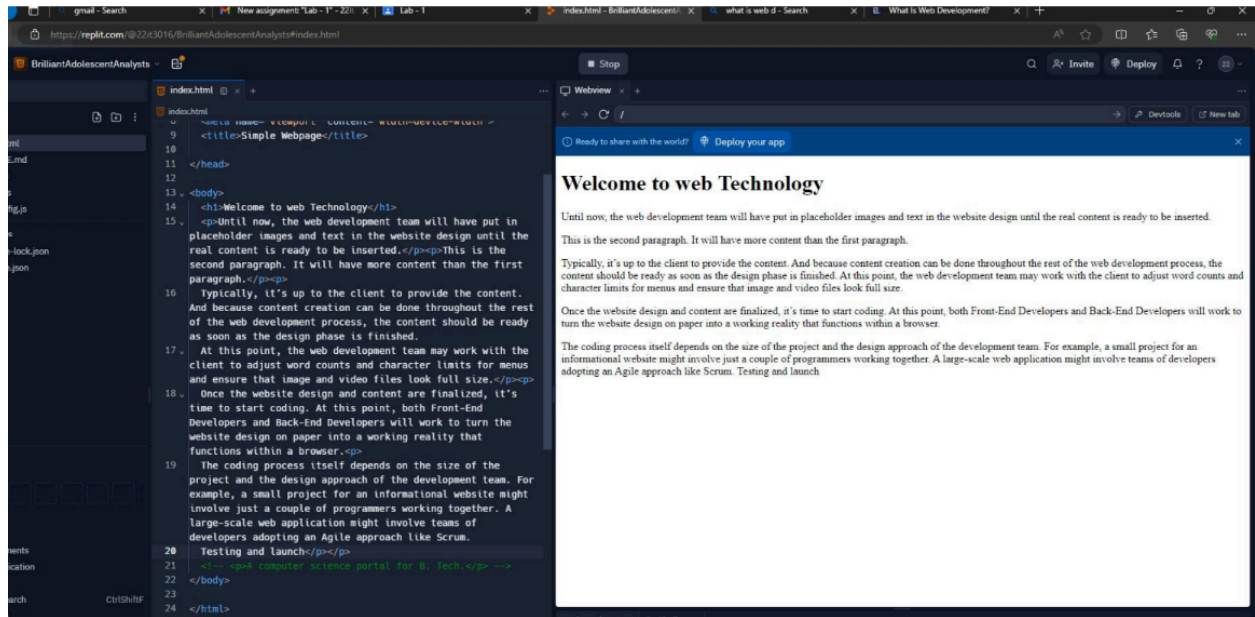 gmail - Search
New assignment: "Lab - 1" - 22it
Lab - 1
index.html - BrilliantAdolescentA
what is web d - Search
What Is Web Development?
https://replit.com/@22it3016/BrilliantAdolescentAnalysts#index.html
BrilliantAdolescentAnalysts
Stop
Invite
Deploy
?
22
index.html
Webview
index.html
/
Devtools
New tab
Ready to share with the world? Deploy your app
tml
E.md
s
fig.js
s
-lock.json
e.json
nents
ication
arch
CtrlShiftF
<meta name="viewport" content="width=device-width">
9 <title>Simple Webpage</title>
10
11 </head>
12
13 <body>
14 <h1>Welcome to web Technology</h1>
15 <p>Until now, the web development team will have put in
placeholder images and text in the website design until the
real content is ready to be inserted.</p><p>This is the
second paragraph. It will have more content than the first
paragraph.</p><p>
16 Typically, it's up to the client to provide the content.
And because content creation can be done throughout the rest
of the web development process, the content should be ready
as soon as the design phase is finished.
17 At this point, the web development team may work with the
client to adjust word counts and character limits for menus
and ensure that image and video files look full size.</p><p>
18 Once the website design and content are finalized, it's
time to start coding. At this point, both Front-End
Developers and Back-End Developers will work to turn the
website design on paper into a working reality that
functions within a browser.<p>
19 The coding process itself depends on the size of the
project and the design approach of the development team. For
example, a small project for an informational website might
involve just a couple of programmers working together. A
large-scale web application might involve teams of
developers adopting an Agile approach like Scrum.
20 Testing and launch</p></p>
21 <!-- <p>A computer science portal for B. Tech.</p> -->
22 </body>
23
24 </html>
Welcome to web Technology
Until now, the web development team will have put in placeholder images and text in the website design until the real content is ready to be inserted.
This is the second paragraph. It will have more content than the first paragraph.
Typically, it's up to the client to provide the content. And because content creation can be done throughout the rest of the web development process, the
content should be ready as soon as the design phase is finished. At this point, the web development team may work with the client to adjust word counts and
character limits for menus and ensure that image and video files look full size.
Once the website design and content are finalized, it's time to start coding. At this point, both Front-End Developers and Back-End Developers will work to
turn the website design on paper into a working reality that functions within a browser.
The coding process itself depends on the size of the project and the design approach of the development team. For example, a small project for an
informational website might involve just a couple of programmers working together. A large-scale web application might involve teams of developers
adopting an Agile approach like Scrum. Testing and launch